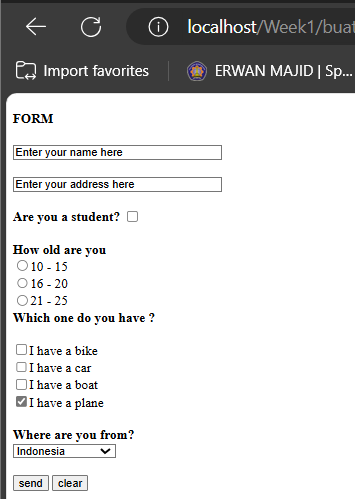 localhost/Week1/buat
Import favorites
ERWAN MAJID | Sp...
FORM
Enter your name here
Enter your address here
Are you a student?
How old are you
10 - 15
16 - 20
21 - 25
Which one do you have ?
I have a bike
I have a car
I have a boat
I have a plane
Where are you from?
Indonesia
send clear